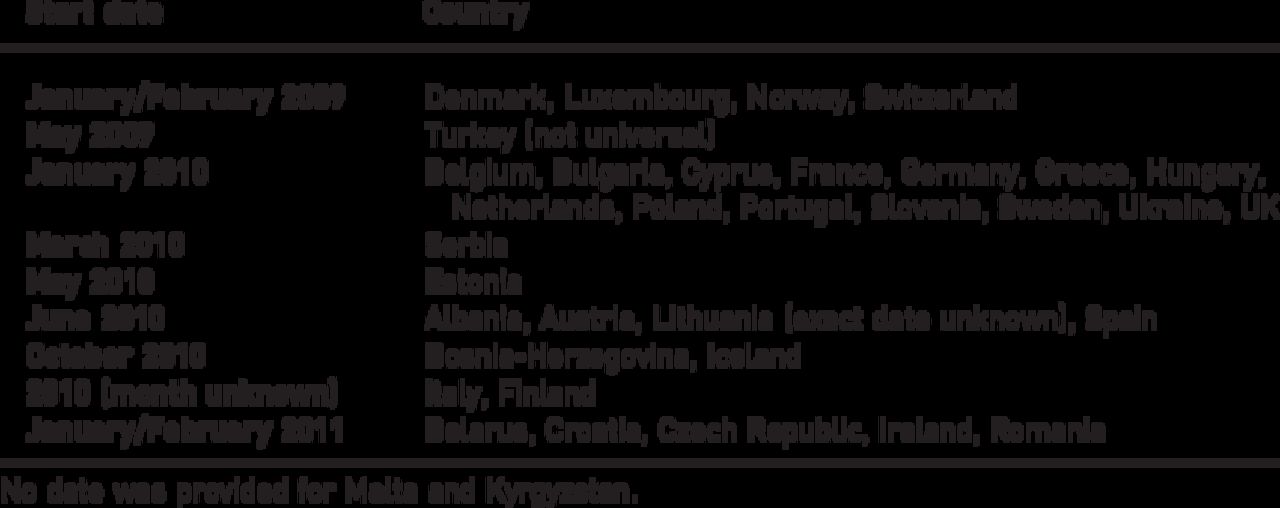 Start date Country
January/February 2009 Denmark, Luxembourg, Norway, Switzerland
May 2009 Turkey (not universal)
January 2010 Belgium, Bulgaria, Cyprus, France, Germany, Greece, Hungary,
Netherlands, Poland, Portugal, Slovenia, Sweden, Ukraine, UK
March 2010 Serbia
May 2010 Estonia
June 2010 Albania, Austria, Lithuania (exact date unknown), Spain
October 2010 Bosnia-Herzegovina, Iceland
2010 (month unknown) Italy, Finland
January/February 2011 Belarus, Croatia, Czech Republic, Ireland, Romania
No date was provided for Malta and Kyrgyzstan.